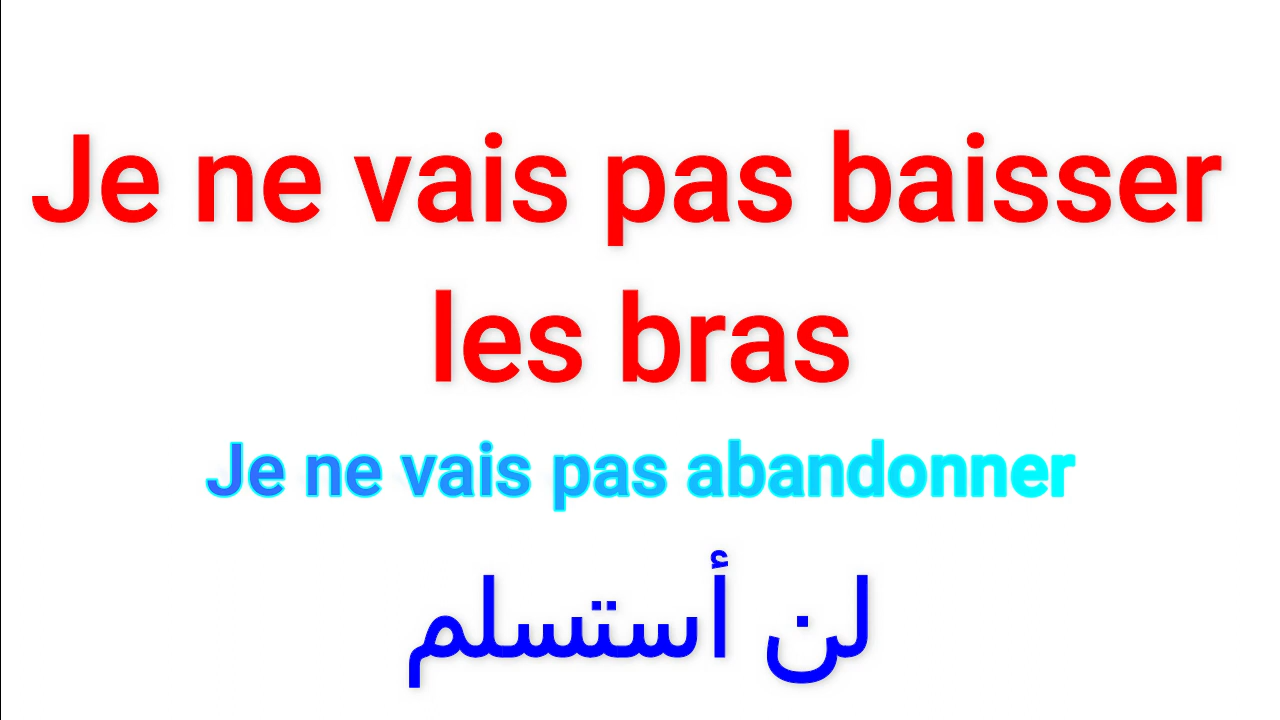 Je ne vais pas baisser
les bras
Je ne vais pas abandonner
لن أستسلم